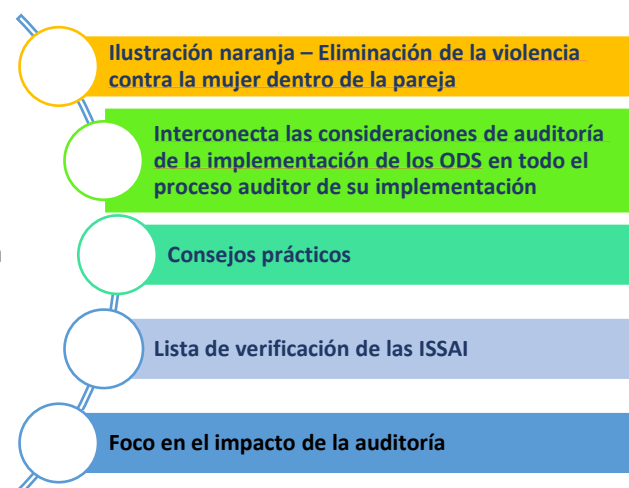 Ilustración naranja – Eliminación de la violencia
contra la mujer dentro de la pareja
Interconecta las consideraciones de auditoría
de la implementación de los ODS en todo el
proceso auditor de su implementación
Consejos prácticos
Lista de verificación de las ISSAI
Foco en el impacto de la auditoría